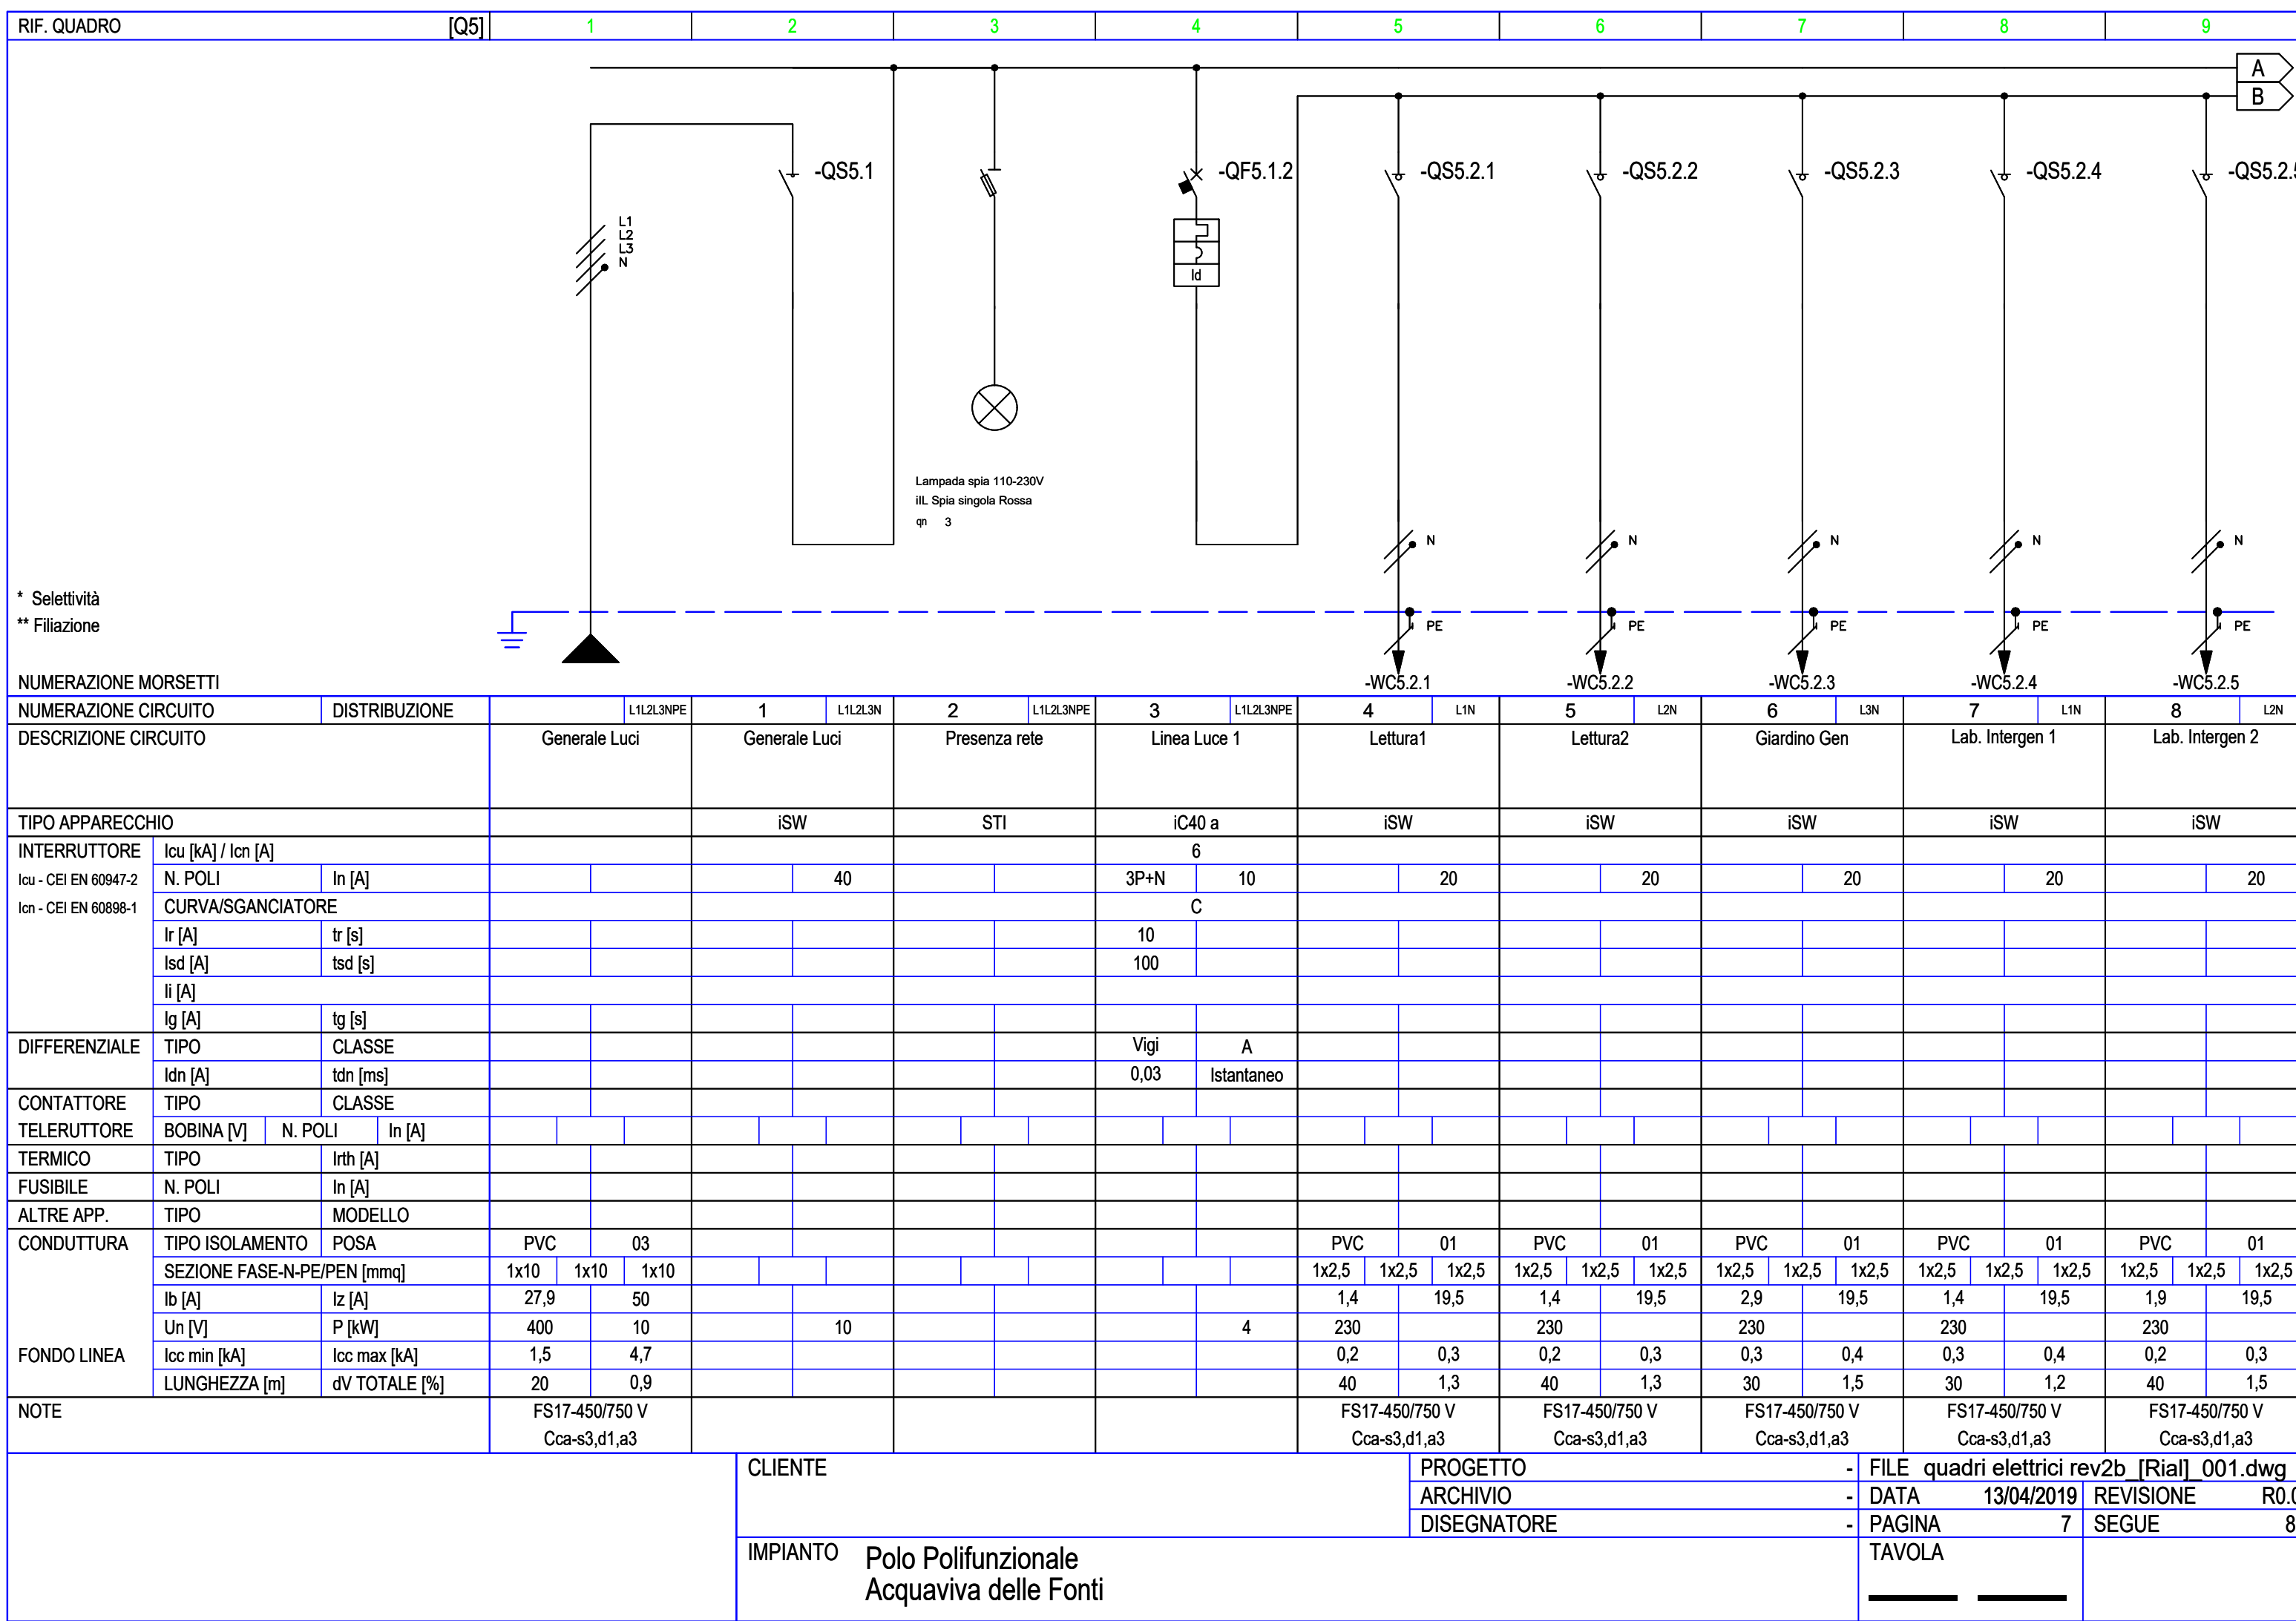 RIF. QUADRO [Q5] 1 2 3 4 5 6 7 8 9
A
B
-QS5.1 -QF5.1.2 -QS5.2.1 -QS5.2.2 -QS5.2.3 -QS5.2.4 -QS5.2.5
L1
L2
L3
N
Id
Lampada spia 110-230V
iIL Spia singola Rossa
qn 3
N N N N N
* Selettività
** Filiazione
PE PE PE PE PE
NUMERAZIONE MORSETTI -WC5.2.1 -WC5.2.2 -WC5.2.3 -WC5.2.4 -WC5.2.5
NUMERAZIONE CIRCUITO DISTRIBUZIONE L1L2L3NPE 1 L1L2L3N 2 L1L2L3NPE 3 L1L2L3NPE 4 L1N 5 L2N 6 L3N 7 L1N 8 L2N
DESCRIZIONE CIRCUITO Generale Luci Generale Luci Presenza rete Linea Luce 1 Lettura1 Lettura2 Giardino Gen Lab. Intergen 1 Lab. Intergen 2
TIPO APPARECCHIO iSW STI iC40 a iSW iSW iSW iSW iSW
INTERRUTTORE Icu [kA] / Icn [A] 6
Icu - CEI EN 60947-2 N. POLI In [A] 40 3P+N 10 20 20 20 20 20
Icn - CEI EN 60898-1 CURVA/SGANCIATORE C
Ir [A] tr [s] 10
Isd [A] tsd [s] 100
Ii [A]
Ig [A] tg [s]
DIFFERENZIALE TIPO CLASSE Vigi A
Idn [A] tdn [ms] 0,03 Istantaneo
CONTATTORE TIPO CLASSE
TELERUTTORE BOBINA [V] N. POLI In [A]
TERMICO TIPO Irth [A]
FUSIBILE N. POLI In [A]
ALTRE APP. TIPO MODELLO
CONDUTTURA TIPO ISOLAMENTO POSA PVC 03 PVC 01 PVC 01 PVC 01 PVC 01 PVC 01
SEZIONE FASE-N-PE/PEN [mmq] 1x10 1x10 1x10 1x2,5 1x2,5 1x2,5 1x2,5 1x2,5 1x2,5 1x2,5 1x2,5 1x2,5 1x2,5 1x2,5 1x2,5 1x2,5 1x2,5 1x2,5
Ib [A] Iz [A] 27,9 50 1,4 19,5 1,4 19,5 2,9 19,5 1,4 19,5 1,9 19,5
Un [V] P [kW] 400 10 10 4 230 230 230 230 230
FONDO LINEA Icc min [kA] Icc max [kA] 1,5 4,7 0,2 0,3 0,2 0,3 0,3 0,4 0,3 0,4 0,2 0,3
LUNGHEZZA [m] dV TOTALE [%] 20 0,9 40 1,3 40 1,3 30 1,5 30 1,2 40 1,5
NOTE FS17-450/750 V FS17-450/750 V FS17-450/750 V FS17-450/750 V FS17-450/750 V FS17-450/750 V
Cca-s3,d1,a3 Cca-s3,d1,a3 Cca-s3,d1,a3 Cca-s3,d1,a3 Cca-s3,d1,a3 Cca-s3,d1,a3
CLIENTE PROGETTO - FILE quadri elettrici rev2b_[Rial]_001.dwg
ARCHIVIO - DATA 13/04/2019 REVISIONE R0.0
DISEGNATORE - PAGINA 7 SEGUE 8
IMPIANTO Polo Polifunzionale TAVOLA
Acquaviva delle Fonti